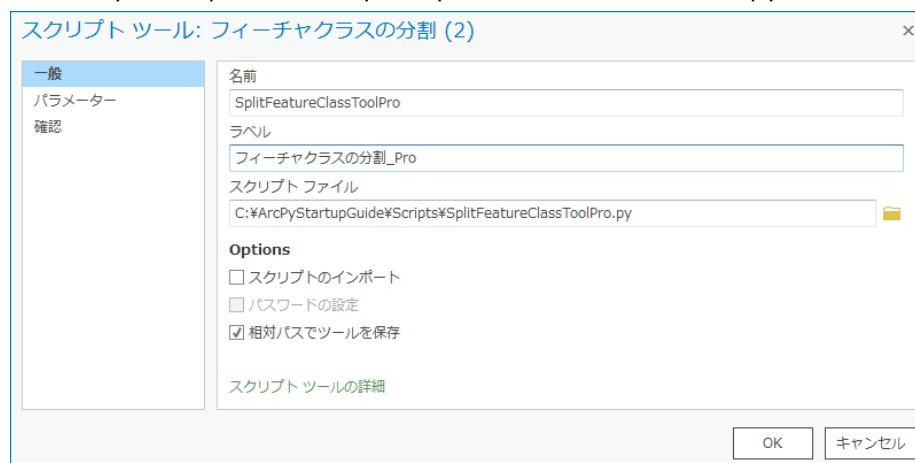 スクリプト ツール: フィーチャクラスの分割 (2)
一般
パラメーター
確認
名前
SplitFeatureClassToolPro
ラベル
フィーチャクラスの分割_Pro
スクリプト ファイル
C:¥ArcPyStartupGuide¥Scripts¥SplitFeatureClassToolPro.py
Options
スクリプトのインポート
パスワードの設定
相対パスでツールを保存
スクリプト ツールの詳細
OK
キャンセル